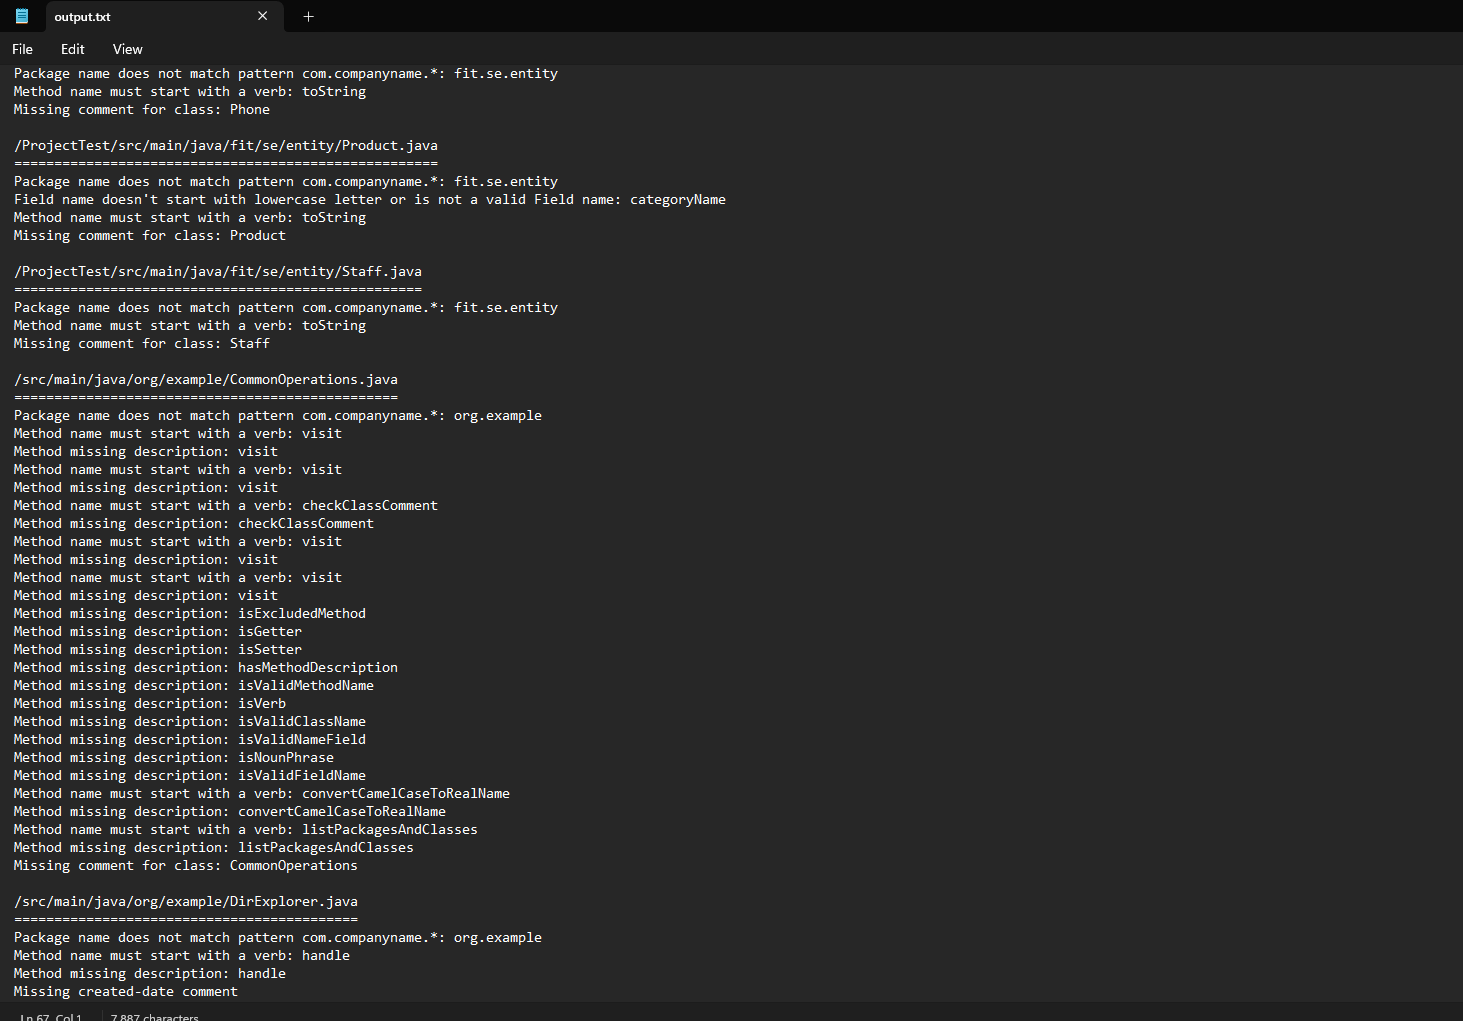 output.txt
File Edit View
Package name does not match pattern com.companyname.*: fit.se.entity
Method name must start with a verb: toString
Missing comment for class: Phone
/ProjectTest/src/main/java/fit/se/entity/Product.java
=====================================================
Package name does not match pattern com.companyname.*: fit.se.entity
Field name doesn't start with lowercase letter or is not a valid Field name: categoryName
Method name must start with a verb: toString
Missing comment for class: Product
/ProjectTest/src/main/java/fit/se/entity/Staff.java
===================================================
Package name does not match pattern com.companyname.*: fit.se.entity
Method name must start with a verb: toString
Missing comment for class: Staff
/src/main/java/org/example/CommonOperations.java
================================================
Package name does not match pattern com.companyname.*: org.example
Method name must start with a verb: visit
Method missing description: visit
Method name must start with a verb: visit
Method missing description: visit
Method name must start with a verb: checkClassComment
Method missing description: checkClassComment
Method name must start with a verb: visit
Method missing description: visit
Method name must start with a verb: visit
Method missing description: visit
Method missing description: isExcludedMethod
Method missing description: isGetter
Method missing description: isSetter
Method missing description: hasMethodDescription
Method missing description: isValidMethodName
Method missing description: isVerb
Method missing description: isValidClassName
Method missing description: isValidNameField
Method missing description: isNounPhrase
Method missing description: isValidFieldName
Method name must start with a verb: convertCamelCaseToRealName
Method missing description: convertCamelCaseToRealName
Method name must start with a verb: listPackagesAndClasses
Method missing description: listPackagesAndClasses
Missing comment for class: CommonOperations
/src/main/java/org/example/DirExplorer.java
===========================================
Package name does not match pattern com.companyname.*: org.example
Method name must start with a verb: handle
Method missing description: handle
Missing created-date comment
Ln 67, Col 1 7,887 characters